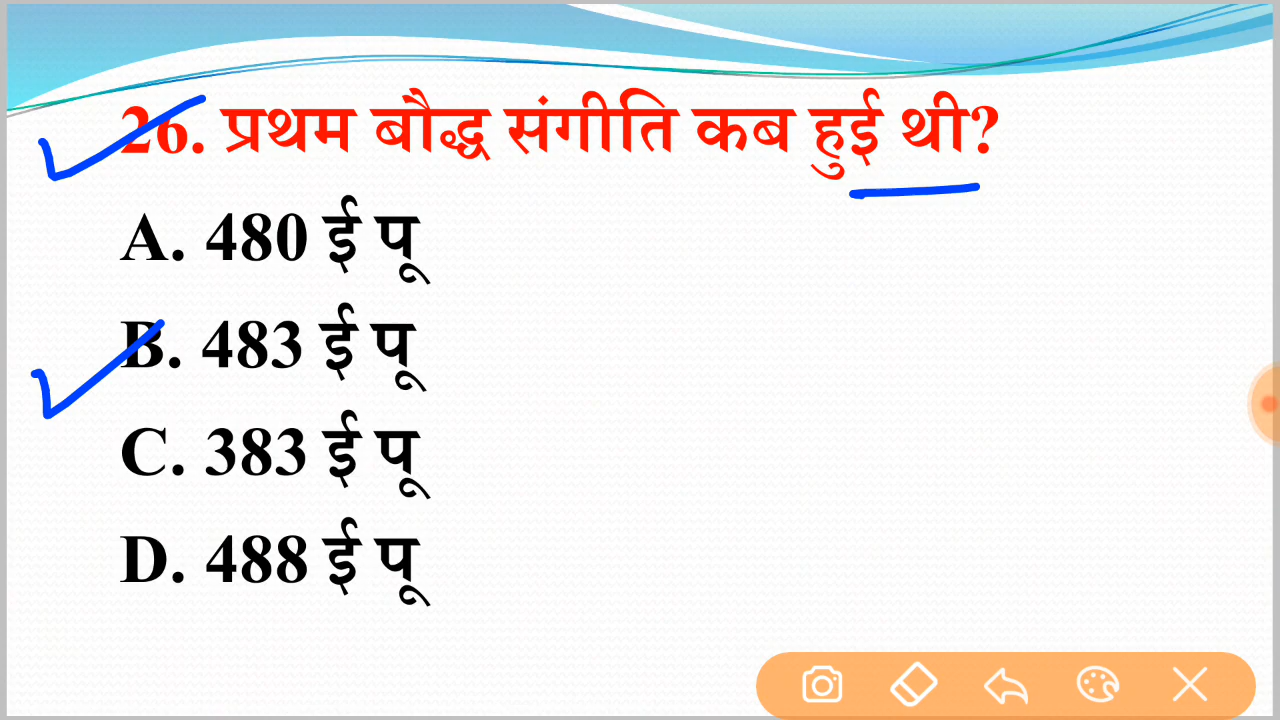 26. प्रथम बौद्ध संगीति कब हुई थी?
A. 480 ई पू
B. 483 ई पू
C. 383 ई पू
D. 488 ई पू